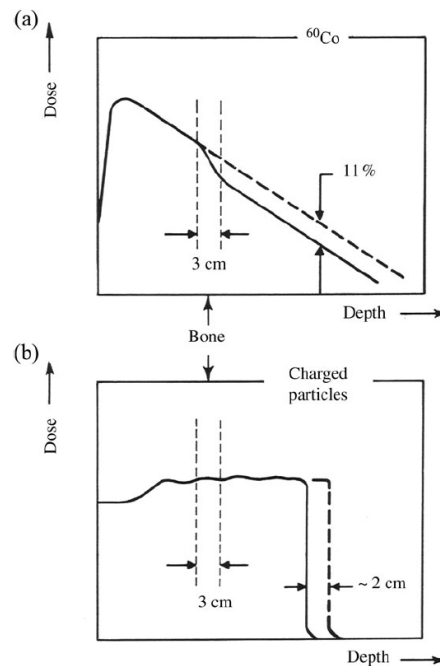 (a)
⁶⁰Co
Dose
11%
3 cm
Depth
Bone
(b)
Charged
particles
Dose
~ 2 cm
3 cm
Depth